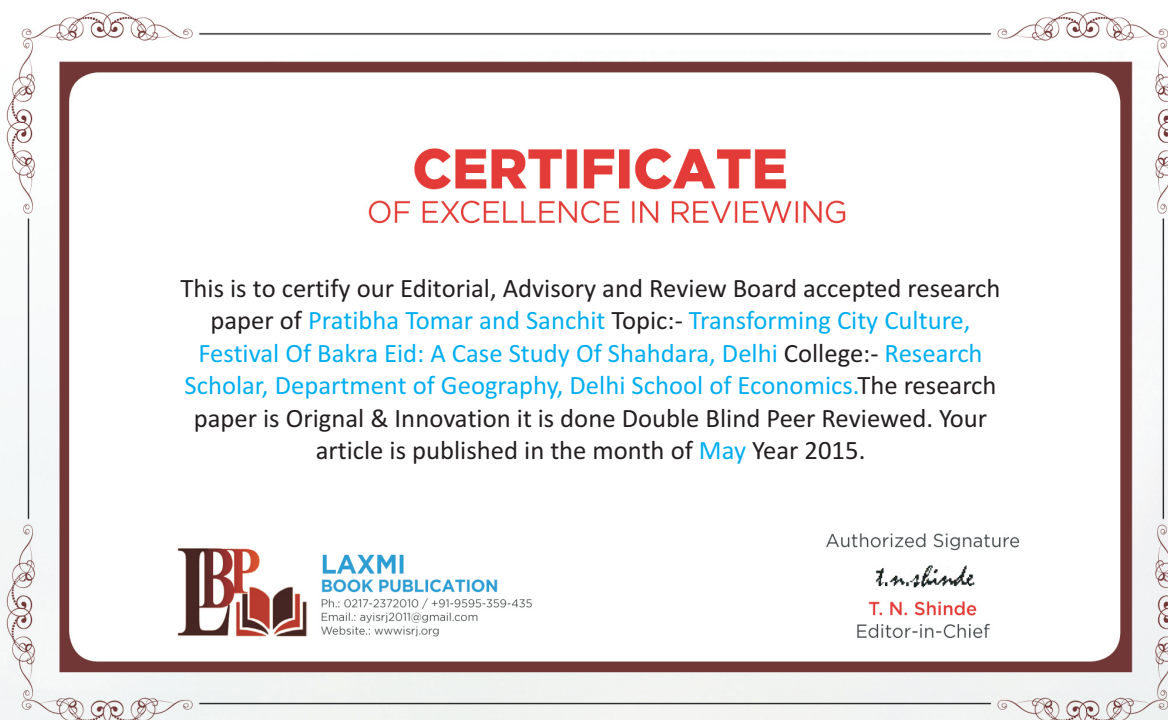 CERTIFICATE
OF EXCELLENCE IN REVIEWING
This is to certify our Editorial, Advisory and Review Board accepted research
paper of Pratibha Tomar and Sanchit Topic:- Transforming City Culture,
Festival Of Bakra Eid: A Case Study Of Shahdara, Delhi College:- Research
Scholar, Department of Geography, Delhi School of Economics.The research
paper is Orignal & Innovation it is done Double Blind Peer Reviewed. Your
article is published in the month of May Year 2015.
LBP
LAXMI
BOOK PUBLICATION
Ph.: 0217-2372010 / +91-9595-359-435
Email.: ayisrj2011@gmail.com
Website.: wwwisrj.org
Authorized Signature
t.n.shinde
T. N. Shinde
Editor-in-Chief